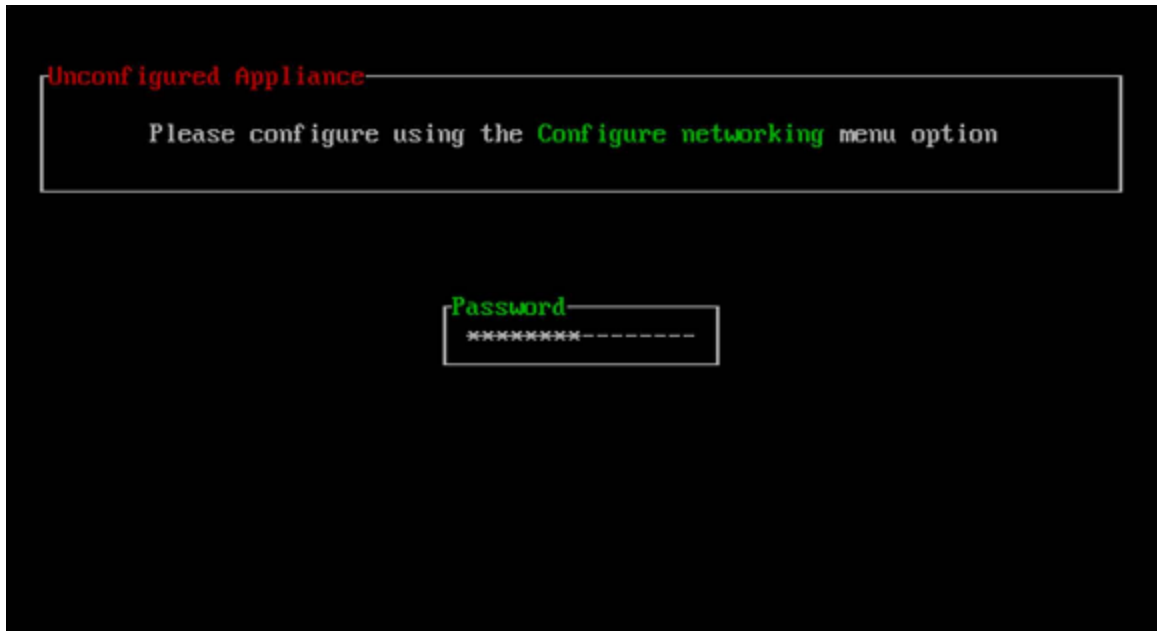 Unconfigured Appliance
Please configure using the Configure networking menu option
Password
********--------